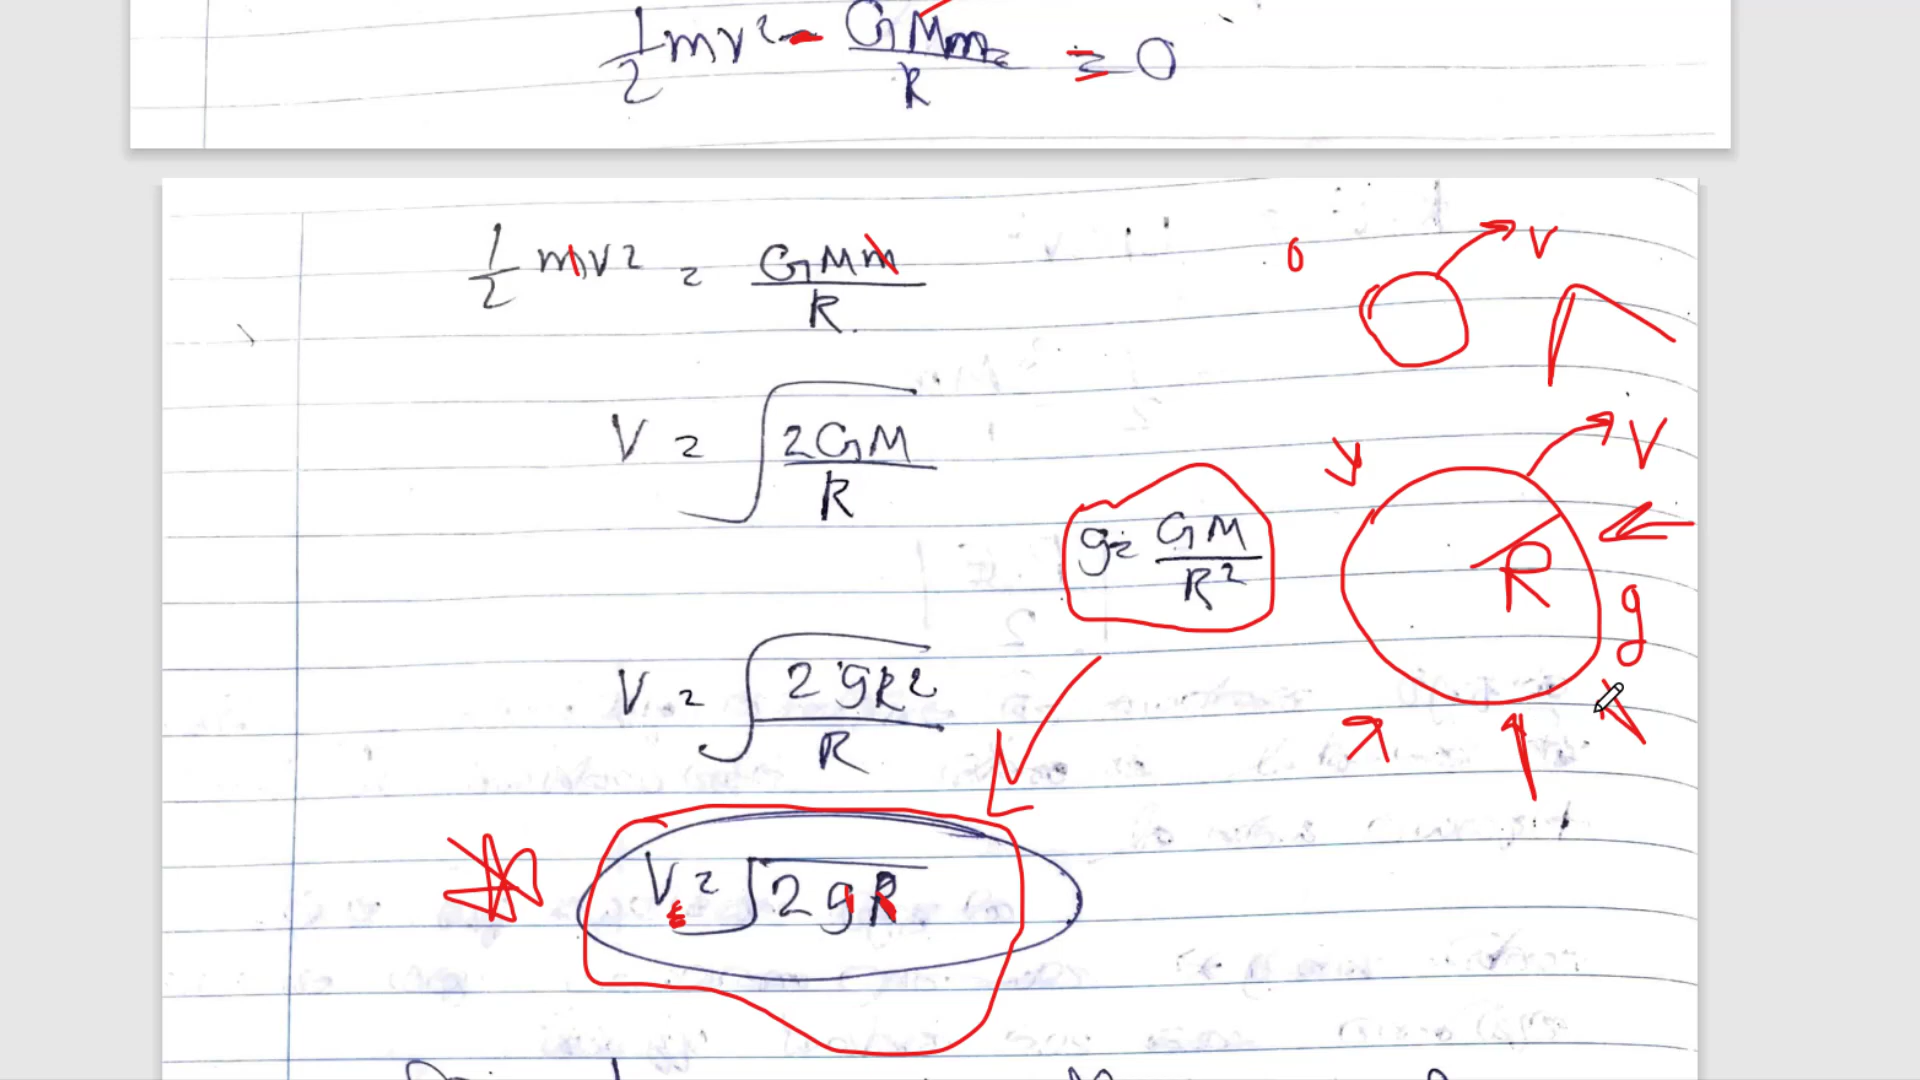 1/2 mv² - GMm/R = 0
1/2 mv² = GMm/R
0
V
V = √(2GM/R)
V
g = GM/R²
R
g
V = √(2gR²/R)
Ve = √2gR